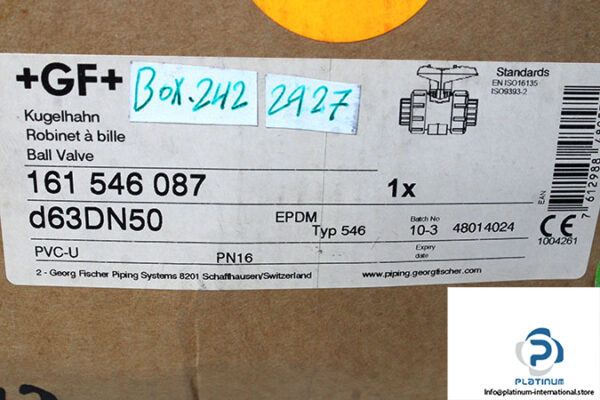 +GF+
Box.242
2927
Standards
EN ISO16135
ISO9393-2
Kugelhahn
Robinet à bille
Ball Valve
161 546 087
1x
d63DN50
EPDM
Typ 546
Batch No
10-3 48014024
EAN
CE
1004261
PVC-U
PN16
Expiry
date
2 - Georg Fischer Piping Systems 8201 Schaffhausen/Switzerland
www.piping.georgfischer.com
PLATINUM
Info@platinum-international.store